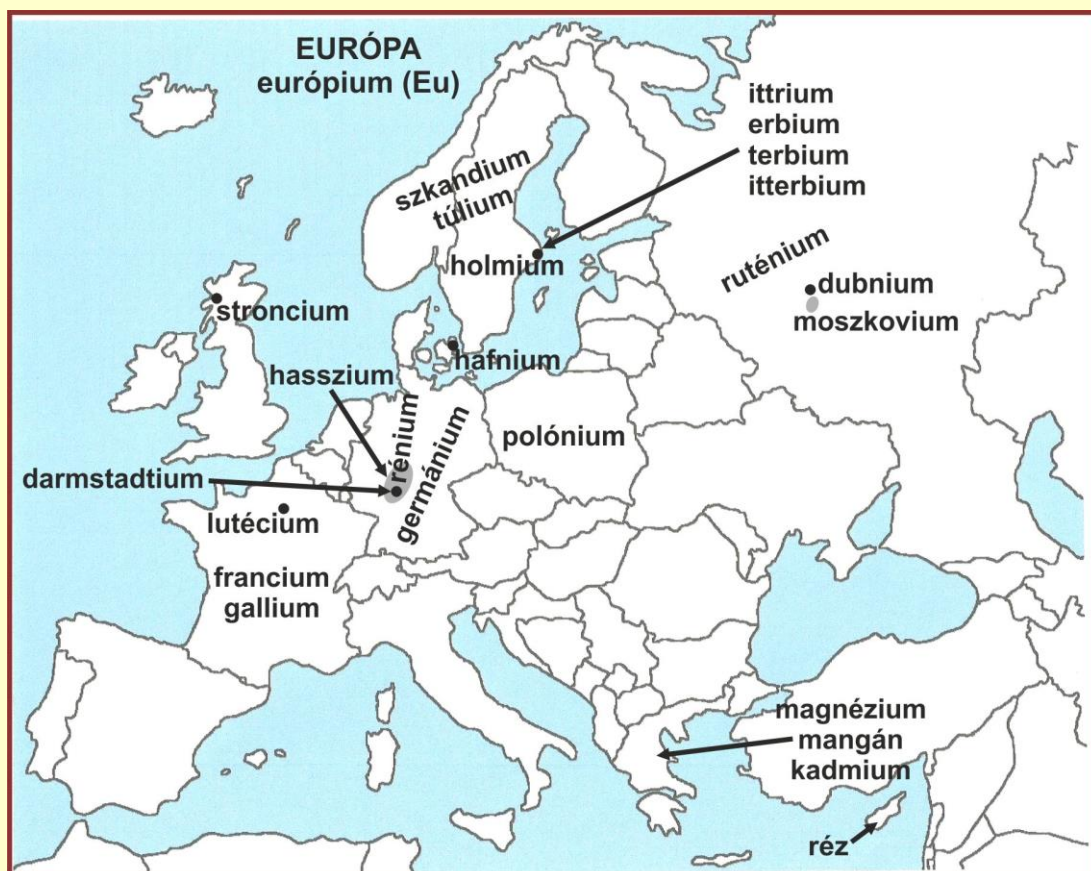 EURÓPA
európium (Eu)
ittrium
erbium
terbium
itterbium
szkandium
túlium
holmium
ruténium
dubnium
moszkovium
stroncium
hafnium
hasszium
rénium
germánium
polónium
darmstadtium
lutécium
francium
gallium
magnézium
mangán
kadmium
réz